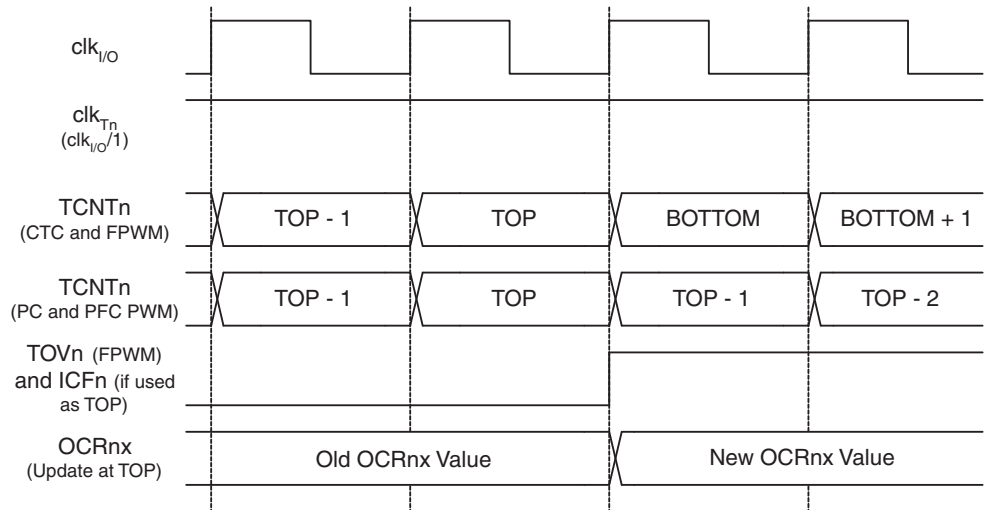 clkI/O
clkTn
(clkI/O/1)
TCNTn
(CTC and FPWM)
TOP - 1
TOP
BOTTOM
BOTTOM + 1
TCNTn
(PC and PFC PWM)
TOP - 1
TOP
TOP - 1
TOP - 2
TOVn (FPWM)
and ICFn (if used
as TOP)
OCRnx
(Update at TOP)
Old OCRnx Value
New OCRnx Value